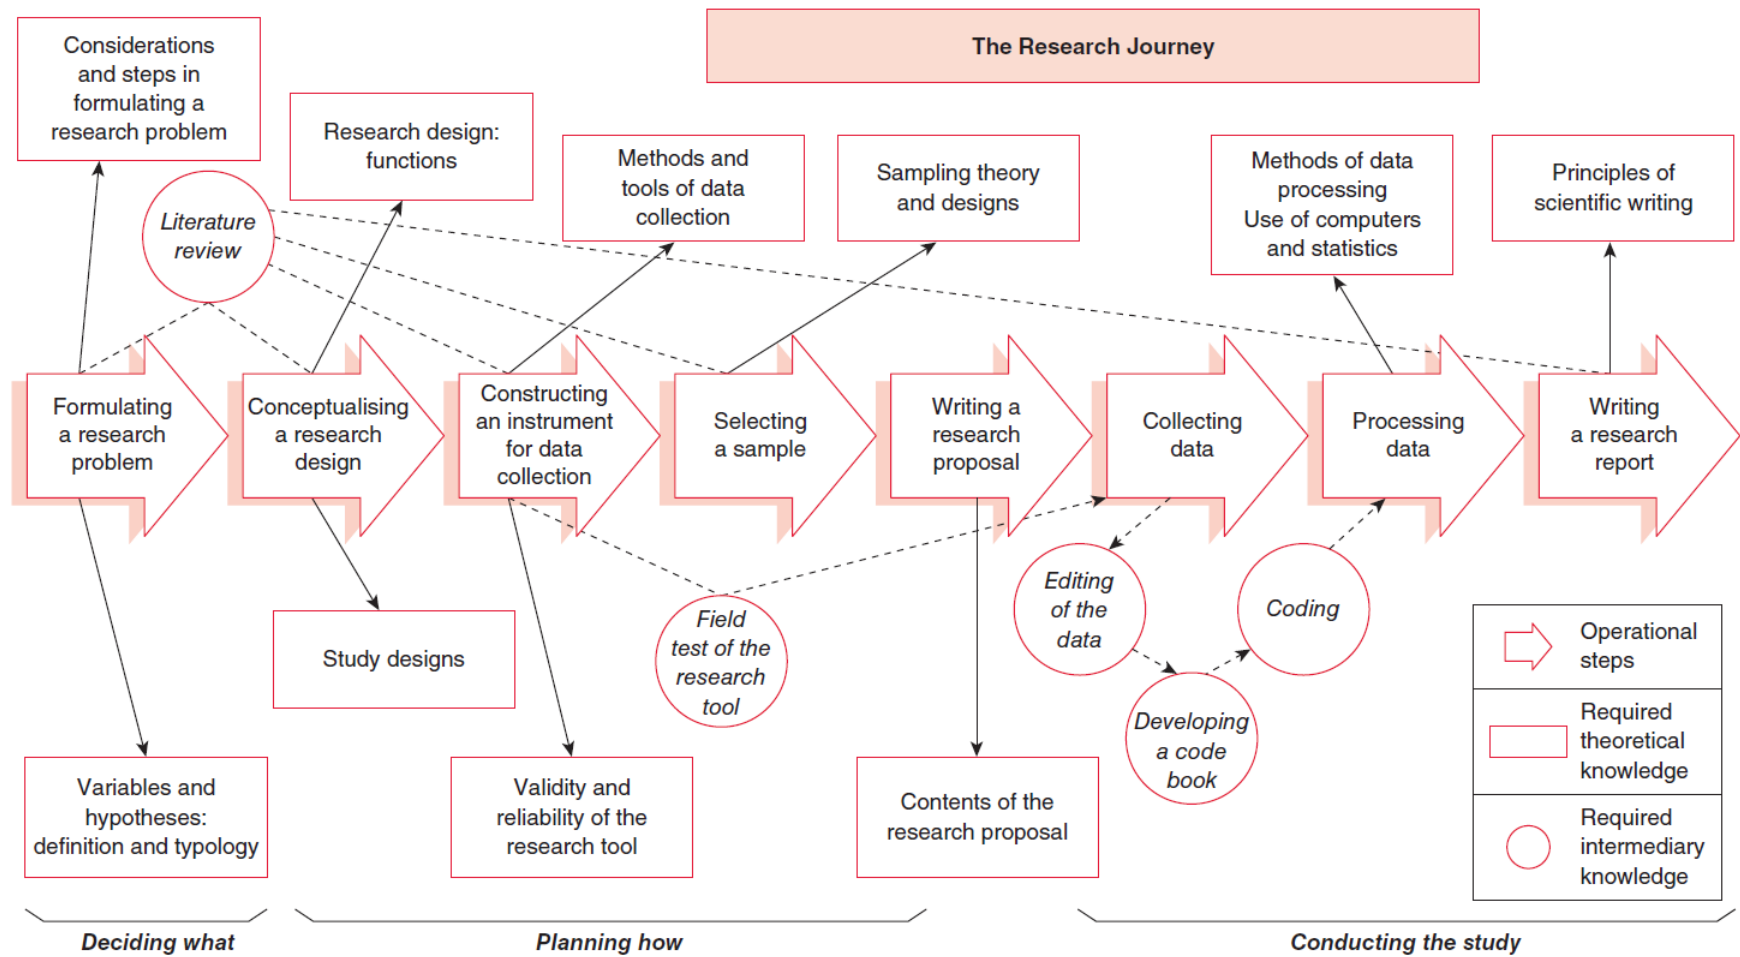 The Research Journey
Considerations
and steps in
formulating a
research problem
Research design:
functions
Methods and
tools of data
collection
Sampling theory
and designs
Methods of data
processing
Use of computers
and statistics
Principles of
scientific writing
Literature
review
Formulating
a research
problem
Conceptualising
a research
design
Constructing
an instrument
for data
collection
Selecting
a sample
Writing a
research
proposal
Collecting
data
Processing
data
Writing
a research
report
Field
test of the
research
tool
Editing
of the
data
Developing
a code
book
Coding
Study designs
Variables and
hypotheses:
definition and typology
Validity and
reliability of the
research tool
Contents of the
research proposal
Operational
steps
Required
theoretical
knowledge
Required
intermediary
knowledge
Deciding what
Planning how
Conducting the study